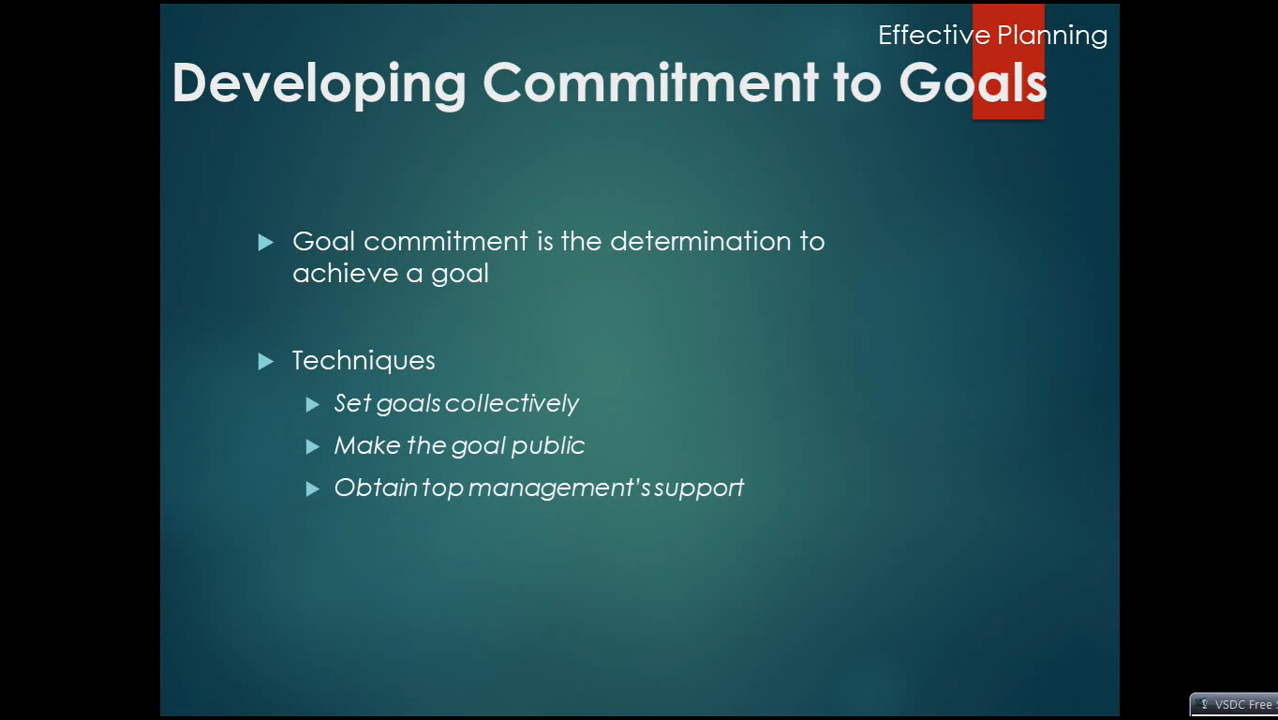 Effective Planning
Developing Commitment to Goals
Goal commitment is the determination to
achieve a goal
Techniques
Set goals collectively
Make the goal public
Obtain top management's support
VSDC Free